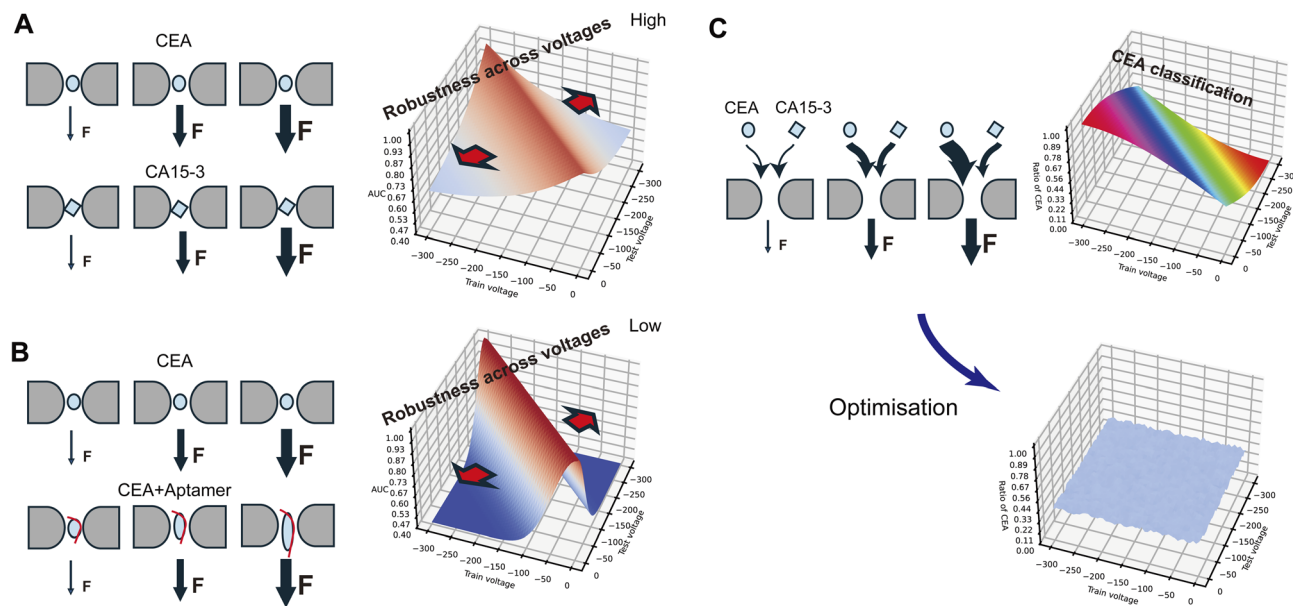 A
CEA
F
F
F
CA15-3
F
F
F
Robustness across voltages
High
1.00
0.93
0.87
0.80
0.73
0.67
0.60
0.53
0.47
0.40
AUC
−300
−250
−200
−150
−100
−50
0
Train voltage
−300
−250
−200
−150
−100
−50
0
Test voltage
B
CEA
F
F
F
CEA+Aptamer
F
F
F
Robustness across voltages
Low
1.00
0.93
0.87
0.80
0.73
0.67
0.60
0.53
0.47
0.40
AUC
−300
−250
−200
−150
−100
−50
0
Train voltage
−300
−250
−200
−150
−100
−50
0
Test voltage
C
CEA CA15-3
F
F
F
CEA classification
1.00
0.89
0.78
0.67
0.56
0.44
0.33
0.22
0.11
0.00
Ratio of CEA
−300
−250
−200
−150
−100
−50
0
Train voltage
−300
−250
−200
−150
−100
−50
0
Test voltage
Optimisation
1.00
0.89
0.78
0.67
0.56
0.44
0.33
0.22
0.11
0.00
Ratio of CEA
−300
−250
−200
−150
−100
−50
0
Train voltage
−300
−250
−200
−150
−100
−50
0
Test voltage